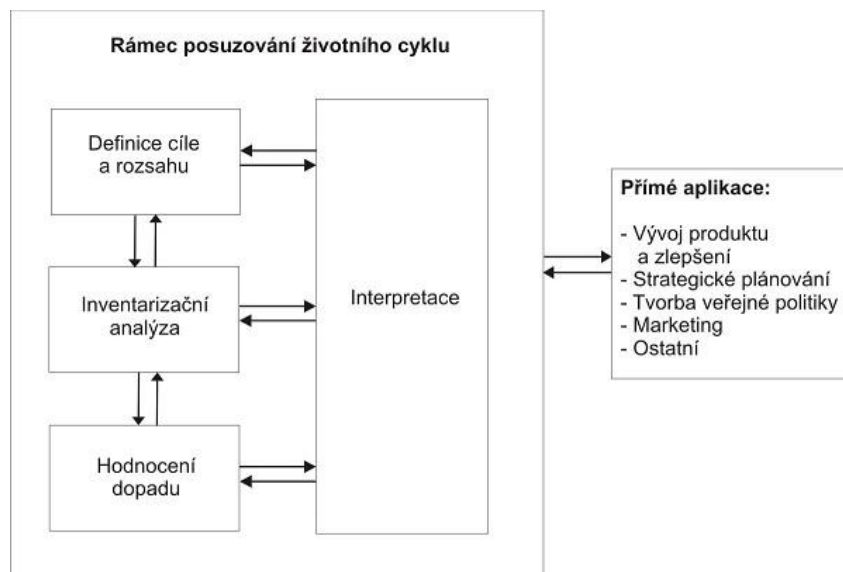 Rámec posuzování životního cyklu
Definice cíle
a rozsahu
Inventarizační
analýza
Hodnocení
dopadu
Interpretace
Přímé aplikace:
- Vývoj produktu
a zlepšení
- Strategické plánování
- Tvorba veřejné politiky
- Marketing
- Ostatní